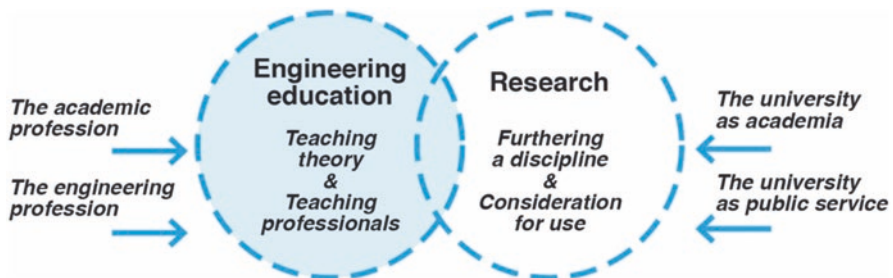 The academic
profession
The engineering
profession
Engineering
education
Teaching
theory
&
Teaching
professionals
Research
Furthering
a discipline
&
Consideration
for use
The university
as academia
The university
as public service